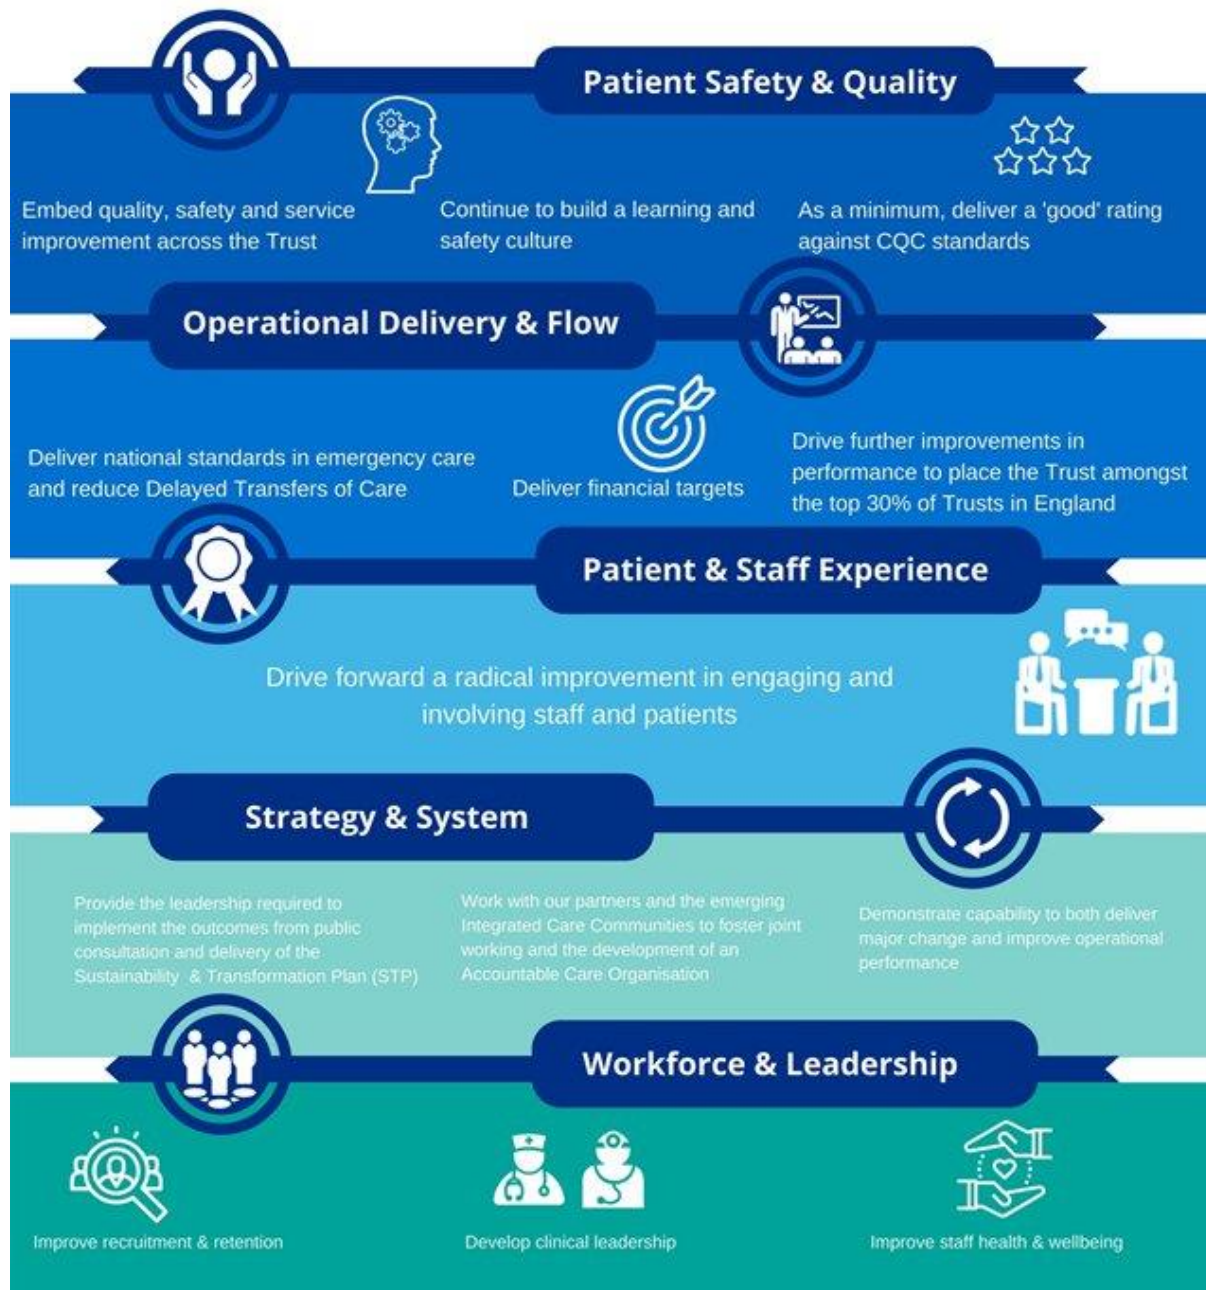 Patient Safety & Quality
Embed quality, safety and service
improvement across the Trust
Continue to build a learning and
safety culture
As a minimum, deliver a 'good' rating
against CQC standards
Operational Delivery & Flow
Deliver national standards in emergency care
and reduce Delayed Transfers of Care
Deliver financial targets
Drive further improvements in
performance to place the Trust amongst
the top 30% of Trusts in England
Patient & Staff Experience
Drive forward a radical improvement in engaging and
involving staff and patients
Strategy & System
Provide the leadership required to
implement the outcomes from public
consultation and delivery of the
Sustainability & Transformation Plan (STP)
Work with our partners and the emerging
Integrated Care Communities to foster joint
working and the development of an
Accountable Care Organisation
Demonstrate capability to both deliver
major change and improve operational
performance
Workforce & Leadership
Improve recruitment & retention
Develop clinical leadership
Improve staff health & wellbeing